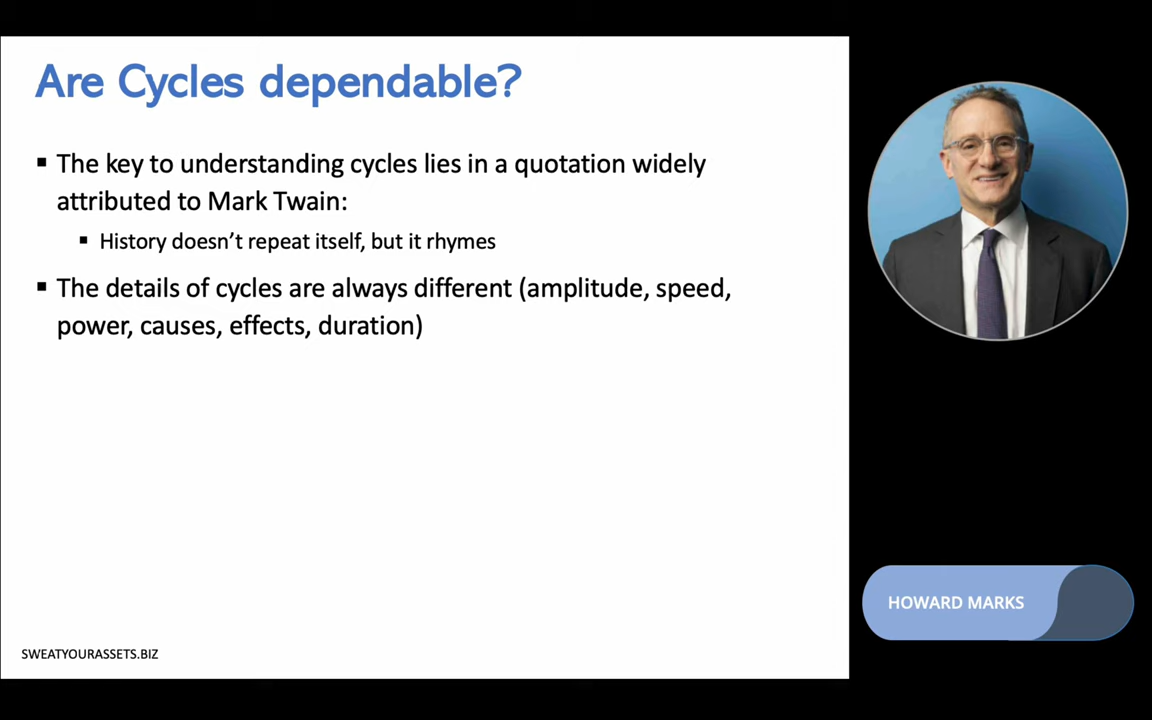 Are Cycles dependable?
▪ The key to understanding cycles lies in a quotation widely
attributed to Mark Twain:
▪ History doesn’t repeat itself, but it rhymes
▪ The details of cycles are always different (amplitude, speed,
power, causes, effects, duration)
HOWARD MARKS
SWEATYOURASSETS.BIZ